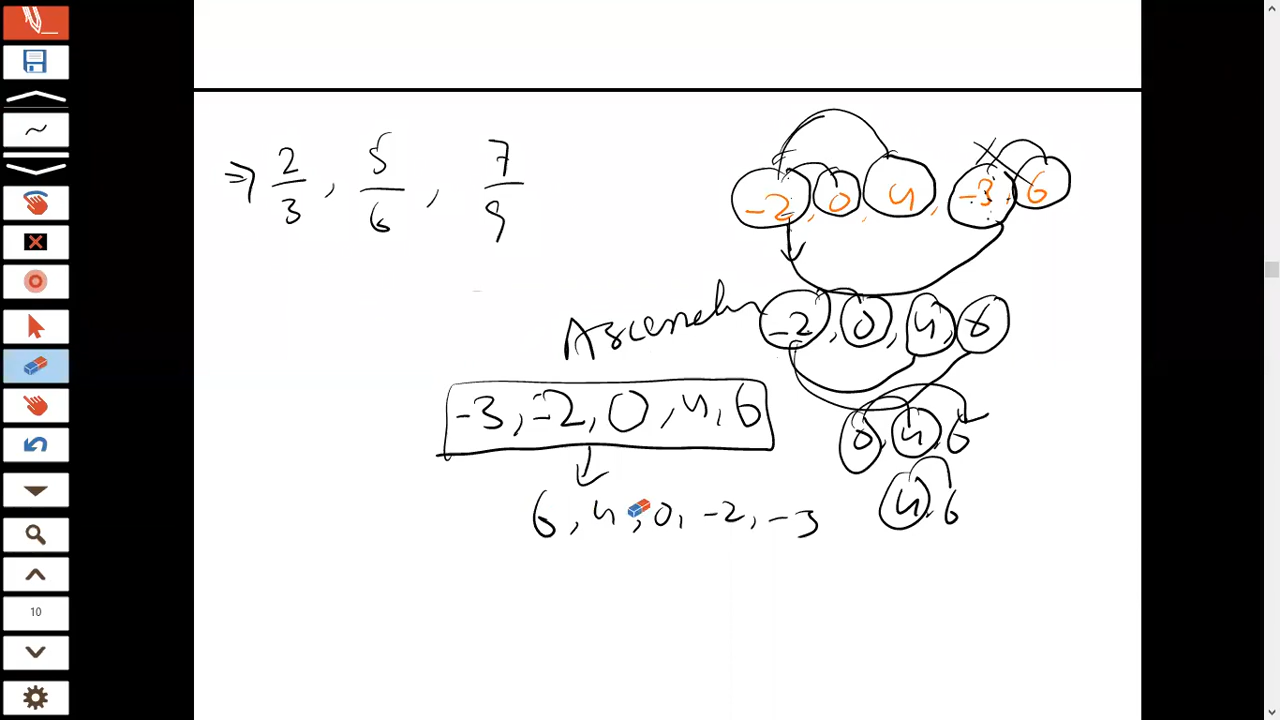 ⇒ 2/3, 5/6, 7/9
-2, 0, 4, -3, 6
Ascending
-2, 0, 4, 6
-3, -2, 0, 4, 6
0, 4, 6
6, 4, 0, -2, -3
4, 6
10